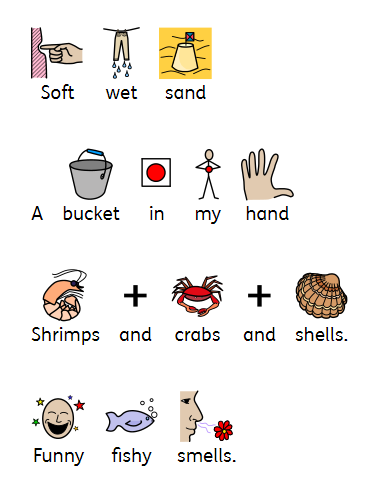 Soft wet sand
A bucket in my hand
Shrimps and crabs and shells.
Funny fishy smells.